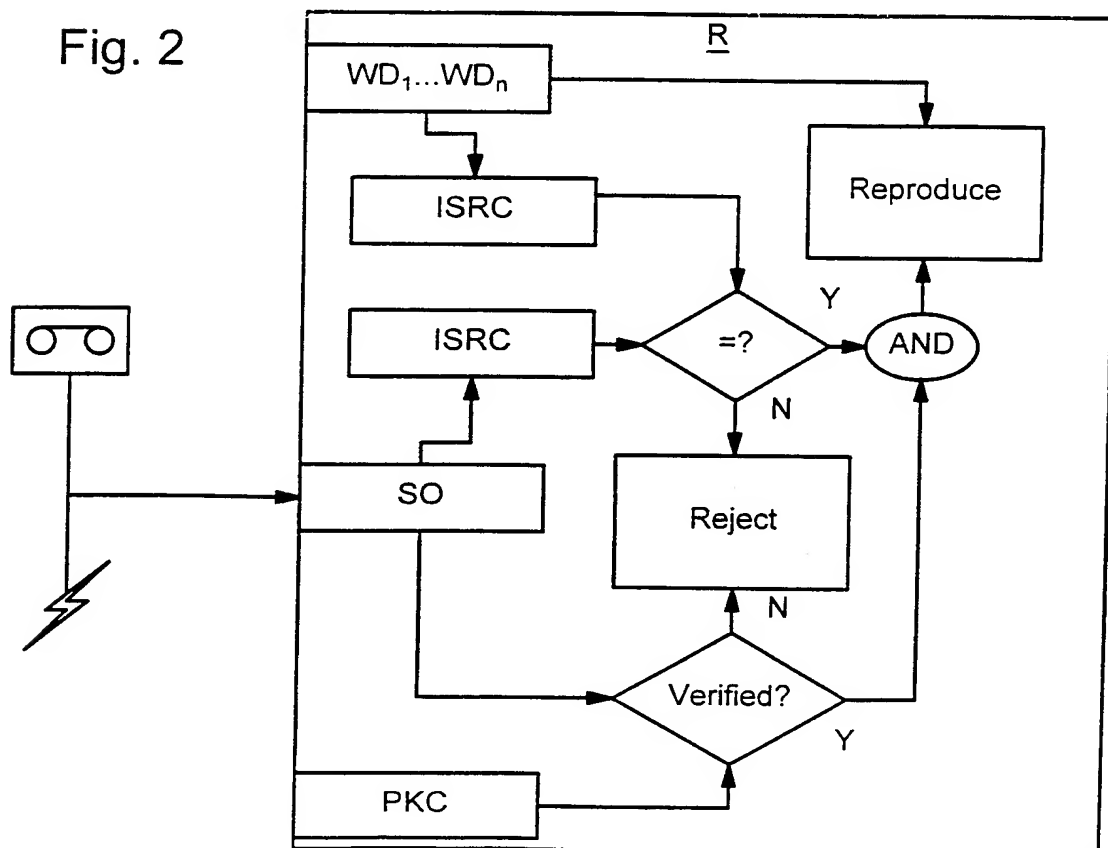 Fig. 2
R
WD₁...WDₙ
Reproduce
ISRC
Y
ISRC
=?
AND
N
SO
Reject
N
Verified?
Y
PKC